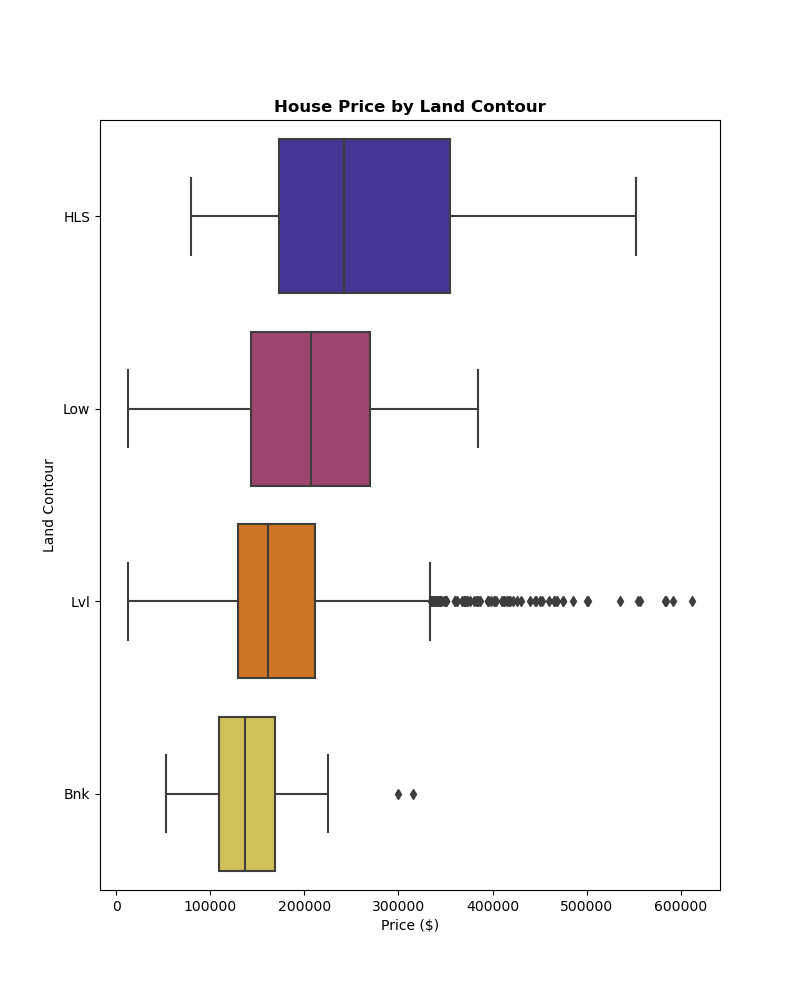 House Price by Land Contour
HLS
Low
Lvl
Bnk
Land Contour
0 100000 200000 300000 400000 500000 600000
Price ($)